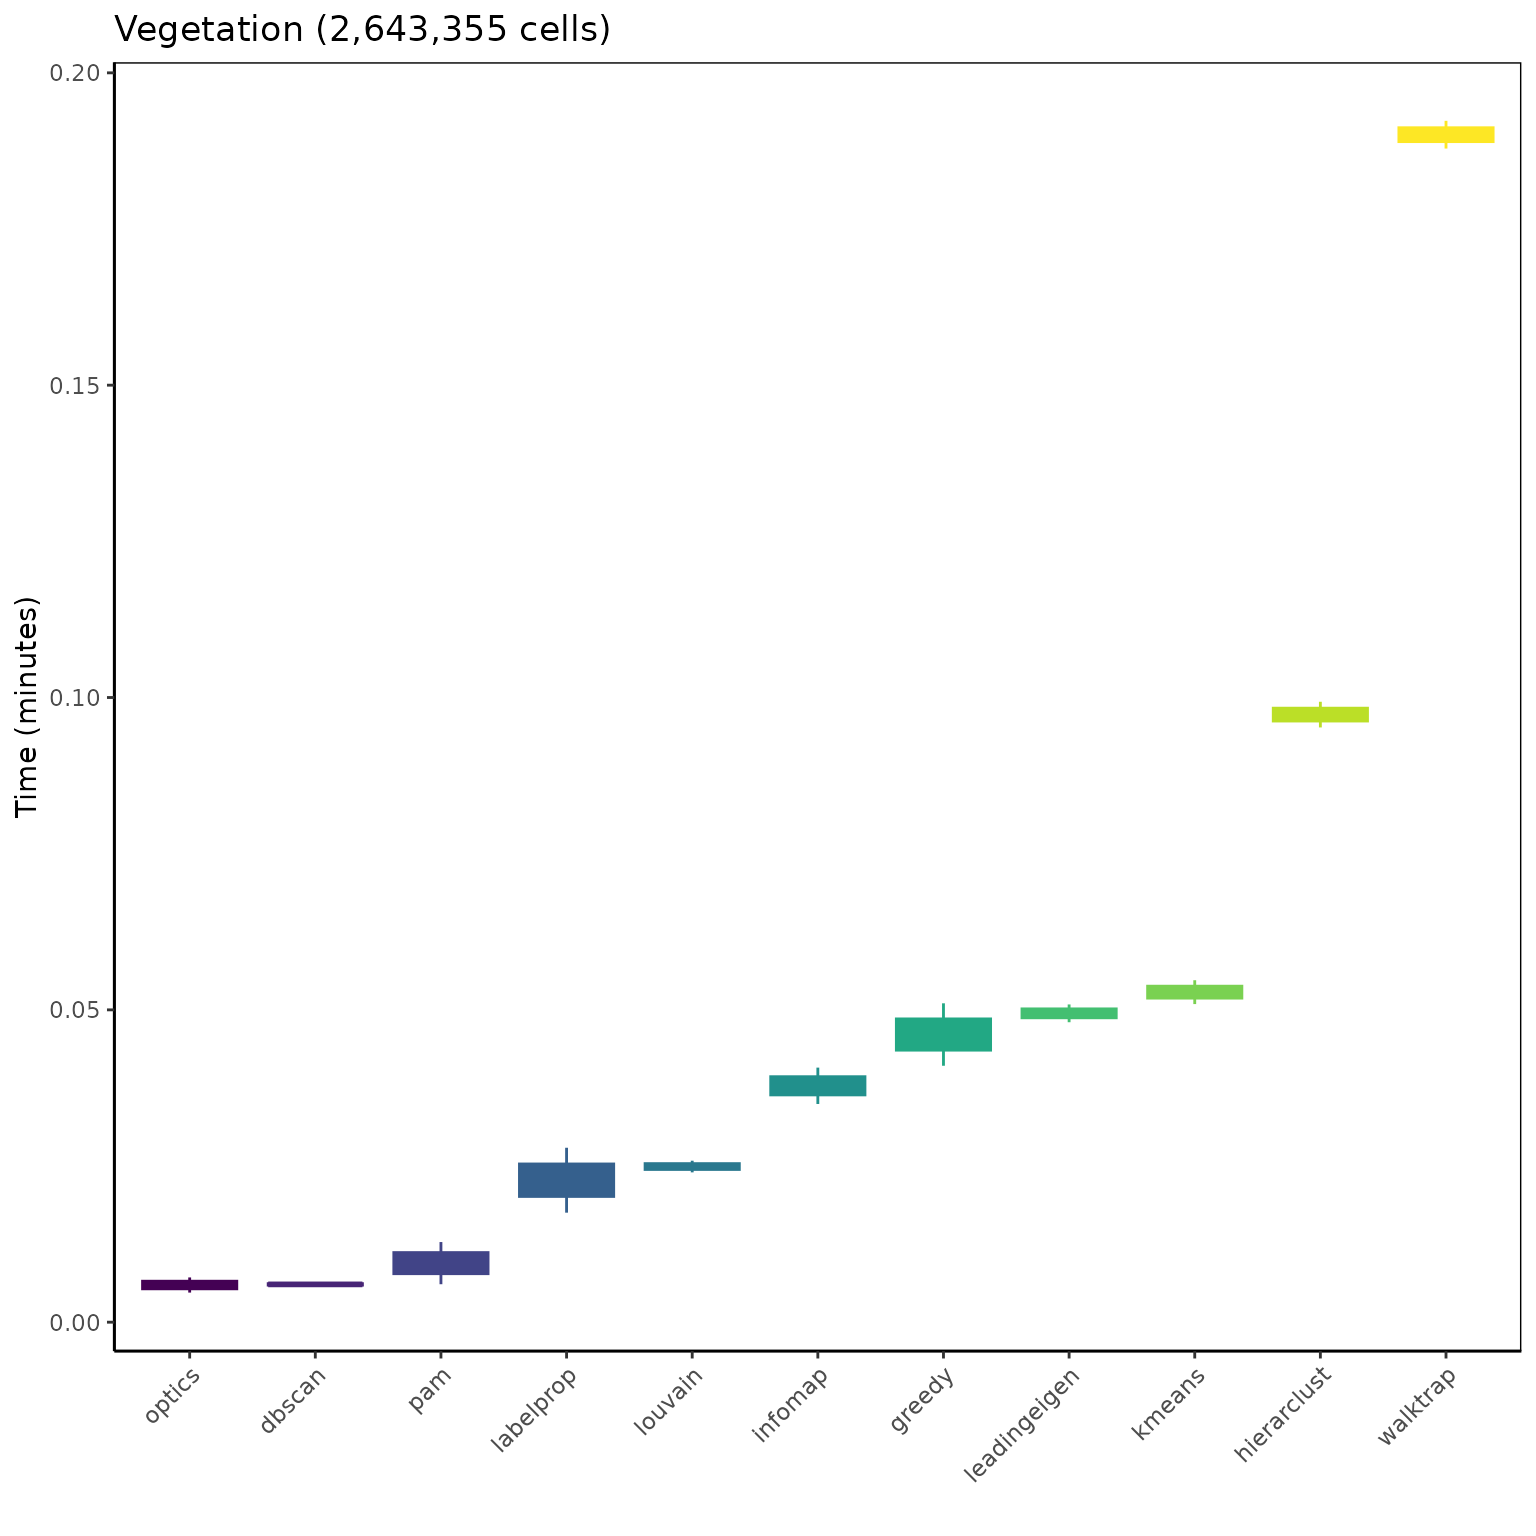 Vegetation (2,643,355 cells)
0.20
0.15
0.10
0.05
0.00
Time (minutes)
optics
dbscan
pam
labelprop
louvain
infomap
greedy
leadingeigen
kmeans
hierarclust
walktrap